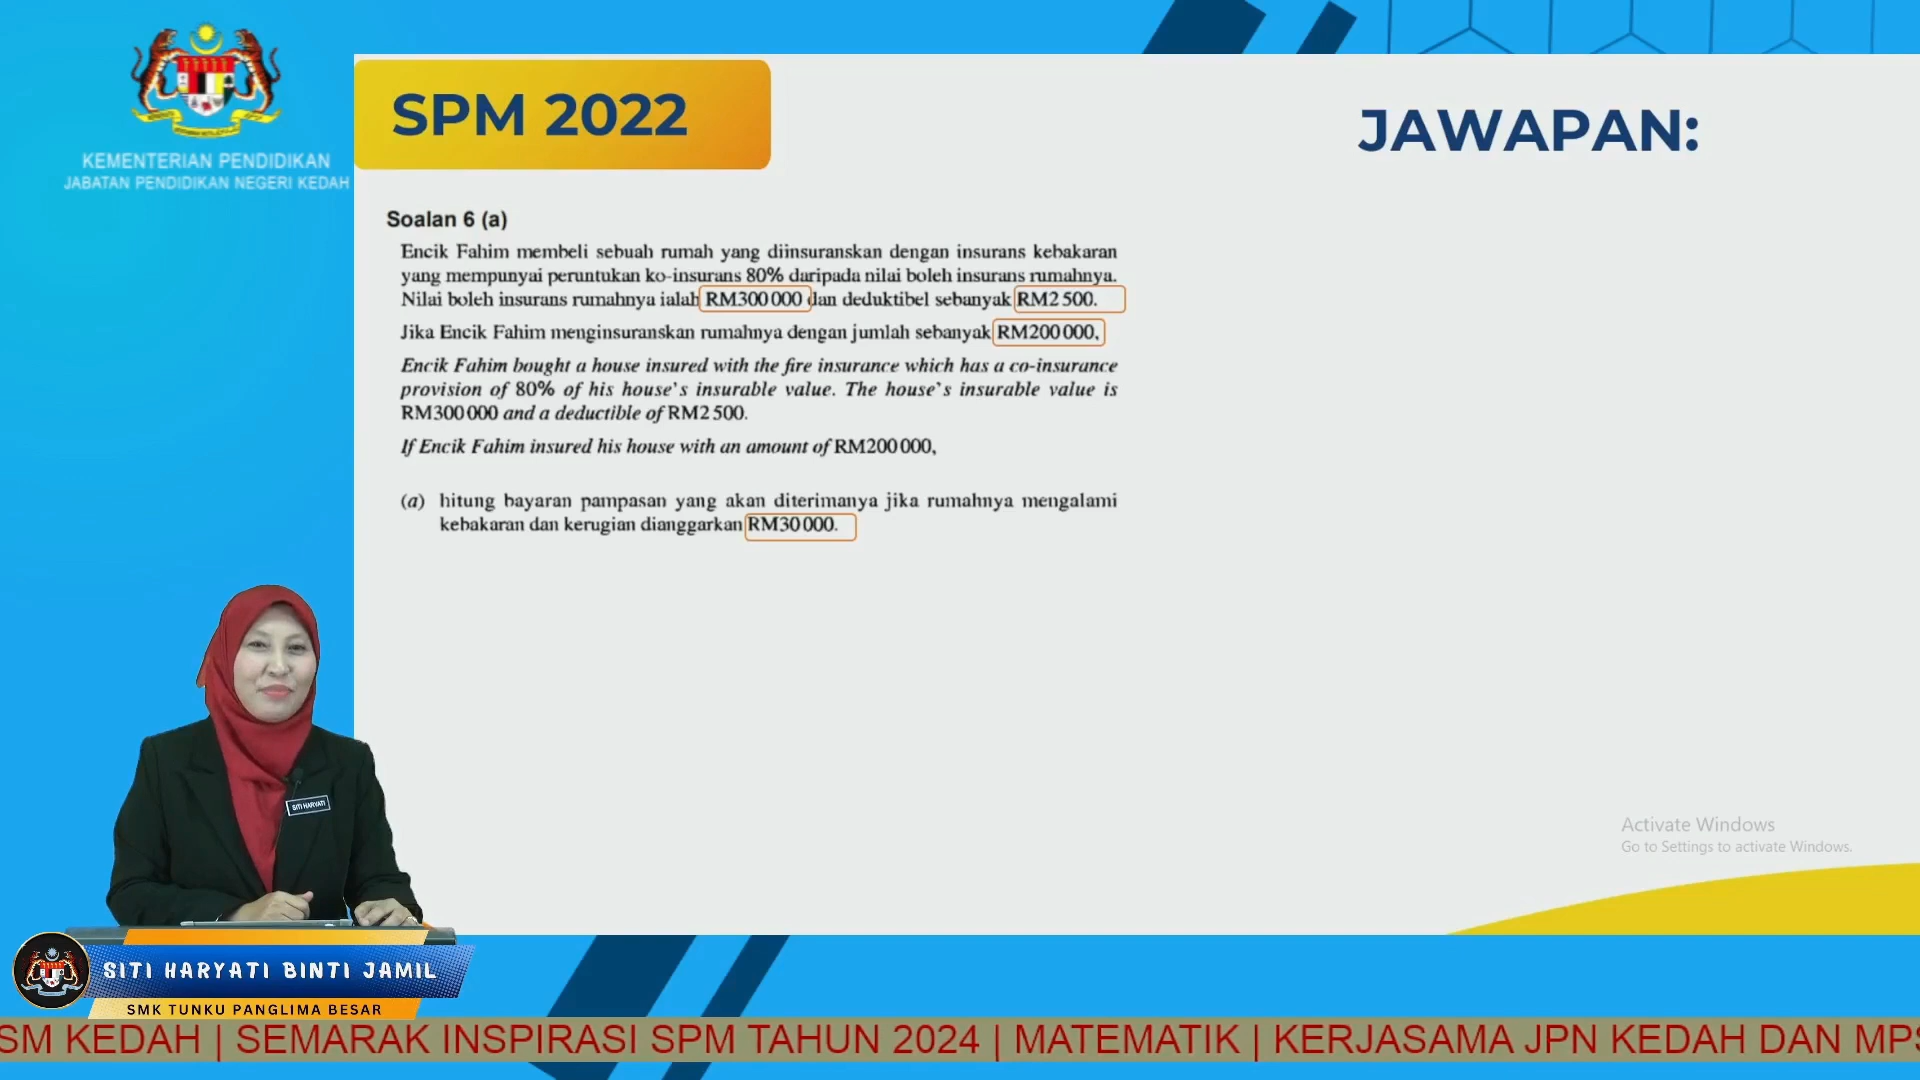 KEMENTERIAN PENDIDIKAN
JABATAN PENDIDIKAN NEGERI KEDAH
SPM 2022
JAWAPAN:
Soalan 6 (a)
Encik Fahim membeli sebuah rumah yang diinsuranskan dengan insurans kebakaran
yang mempunyai peruntukan ko-insurans 80% daripada nilai boleh insurans rumahnya.
Nilai boleh insurans rumahnya ialah RM300 000 dan deduktibel sebanyak RM2 500.
Jika Encik Fahim menginsuranskan rumahnya dengan jumlah sebanyak RM200 000,
Encik Fahim bought a house insured with the fire insurance which has a co-insurance
provision of 80% of his house's insurable value. The house's insurable value is
RM300 000 and a deductible of RM2 500.
If Encik Fahim insured his house with an amount of RM200 000,
(a) hitung bayaran pampasan yang akan diterimanya jika rumahnya mengalami
kebakaran dan kerugian dianggarkan RM30 000.
SITI HARYATI
Activate Windows
Go to Settings to activate Windows.
SITI HARYATI BINTI JAMIL
SMK TUNKU PANGLIMA BESAR
SM KEDAH | SEMARAK INSPIRASI SPM TAHUN 2024 | MATEMATIK | KERJASAMA JPN KEDAH DAN MPS